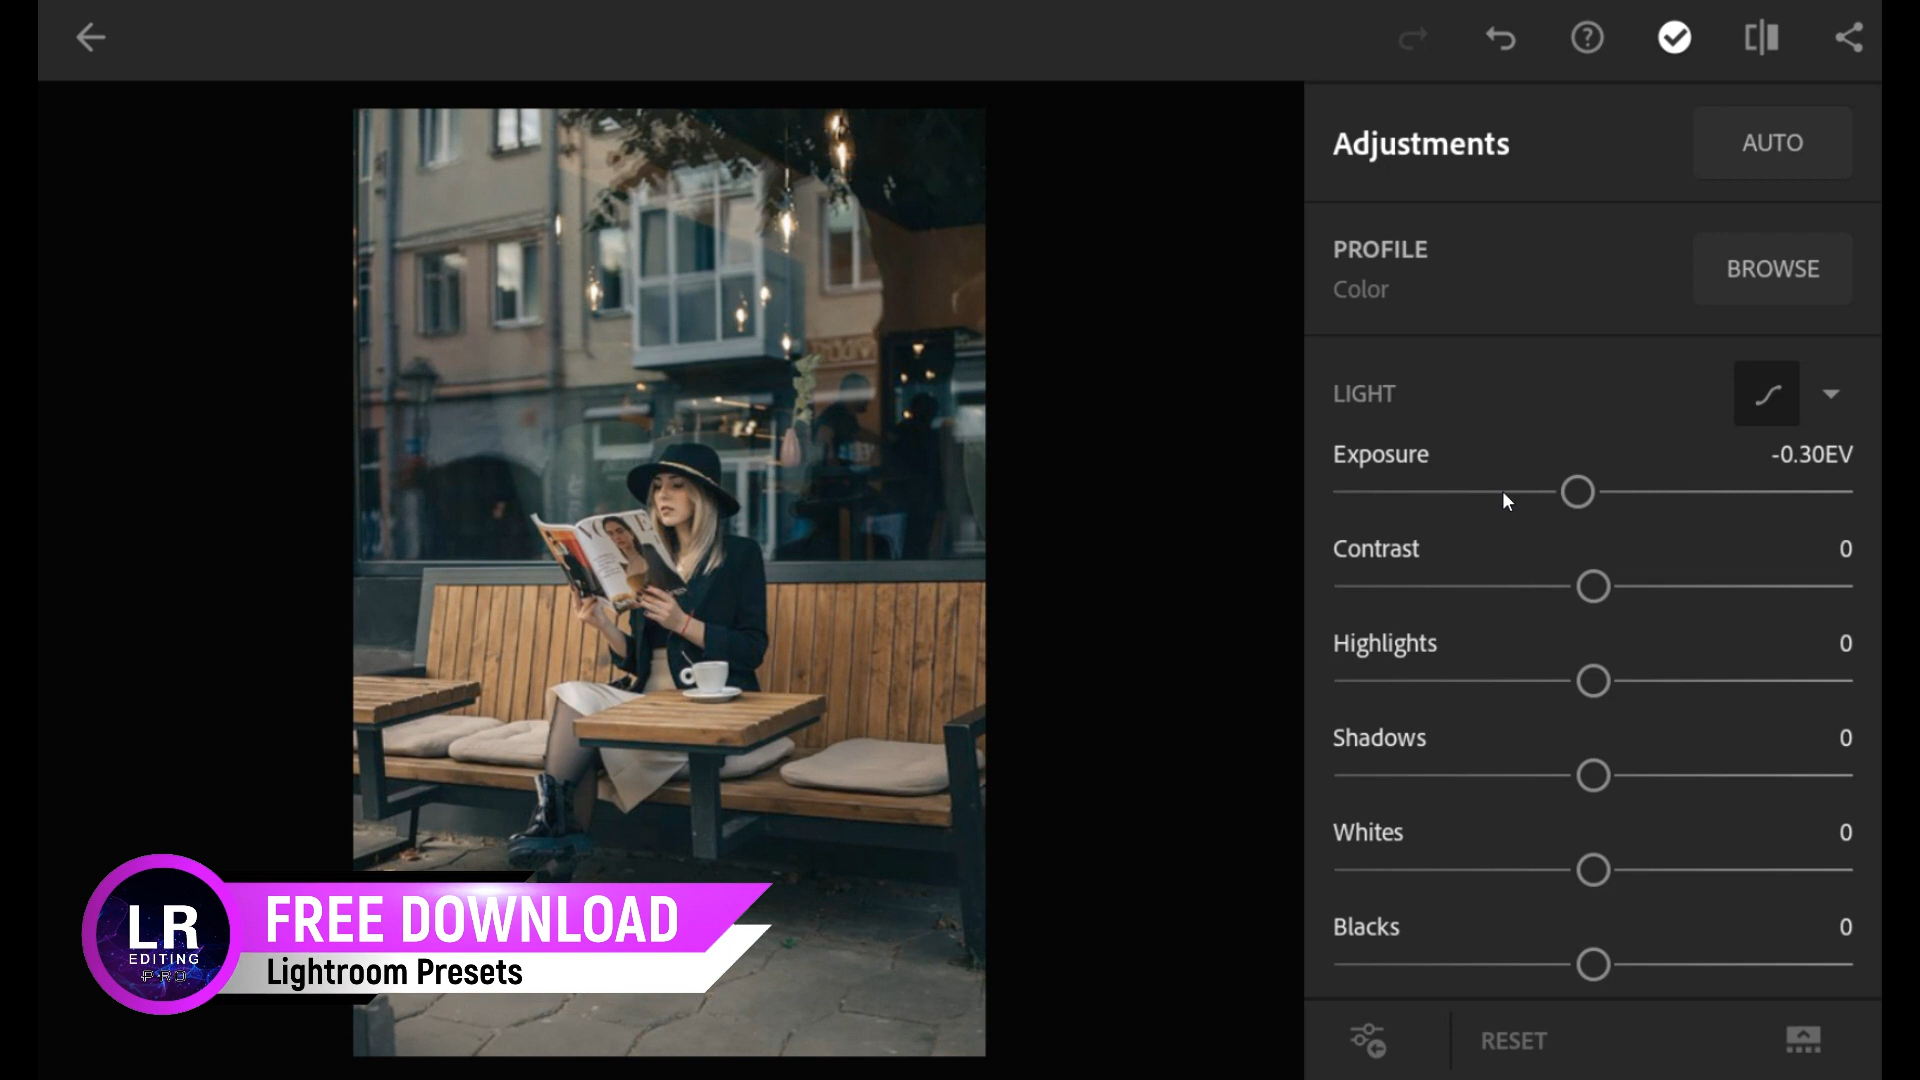 Adjustments
AUTO
PROFILE
Color
BROWSE
LIGHT
Exposure
-0.30EV
Contrast
0
Highlights
0
Shadows
0
Whites
0
Blacks
0
RESET
LR
EDITING
PRO
FREE DOWNLOAD
Lightroom Presets